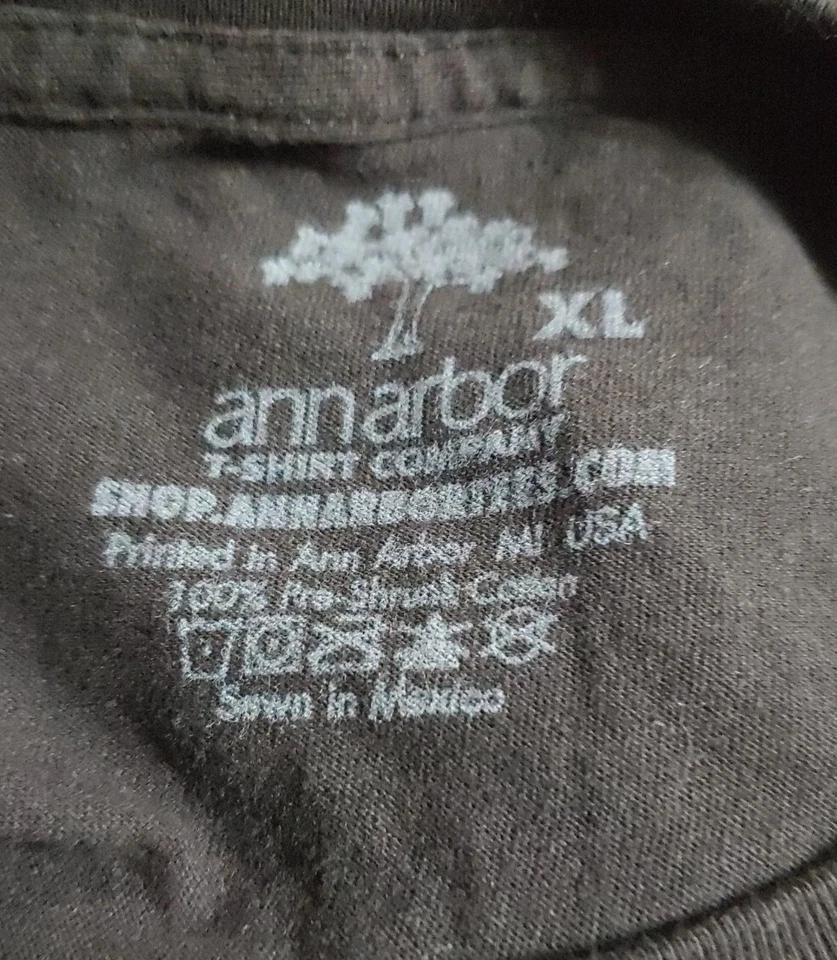 XL
ann arbor
T-SHIRT COMPANY
SHOP.ANNARBORTEES.COM
Printed in Ann Arbor MI USA
100% Pre-Shrunk Cotton
Sewn in Mexico